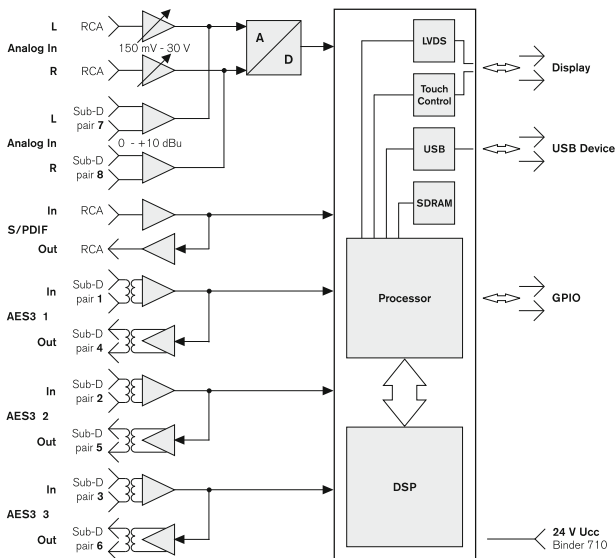 L RCA
Analog In 150 mV - 30 V
R RCA
A
D
L Sub-D pair 7
Analog In 0 - +10 dBu
R Sub-D pair 8
In RCA
S/PDIF
Out RCA
In Sub-D pair 1
AES3 1
Out Sub-D pair 4
In Sub-D pair 2
AES3 2
Out Sub-D pair 5
In Sub-D pair 3
AES3 3
Out Sub-D pair 6
LVDS
Touch
Control
USB
SDRAM
Processor
DSP
Display
USB Device
GPIO
24 V Ucc
Binder 710